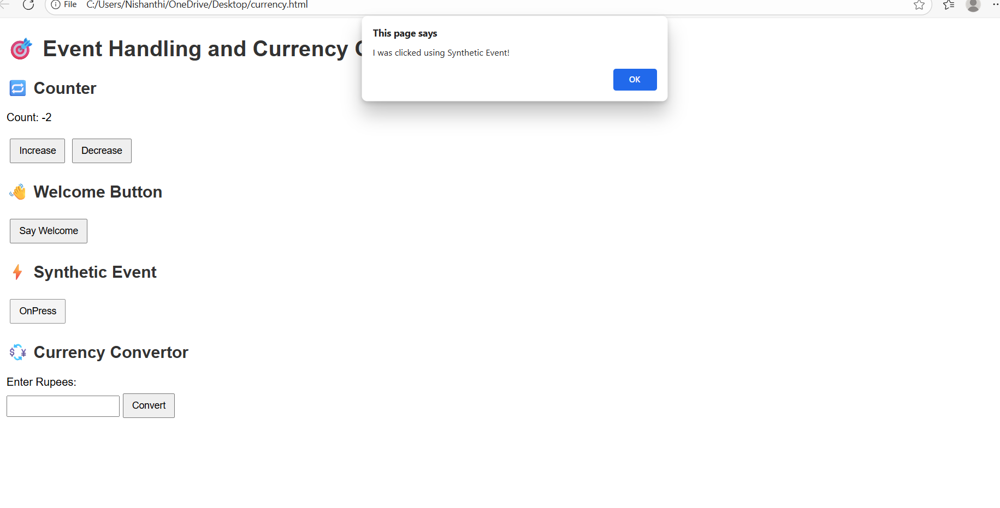 File C:/Users/Nishanthi/OneDrive/Desktop/currency.html
This page says
I was clicked using Synthetic Event!
OK
Event Handling and Currency
Counter
Count: -2
Increase Decrease
Welcome Button
Say Welcome
Synthetic Event
OnPress
Currency Convertor
Enter Rupees:
Convert